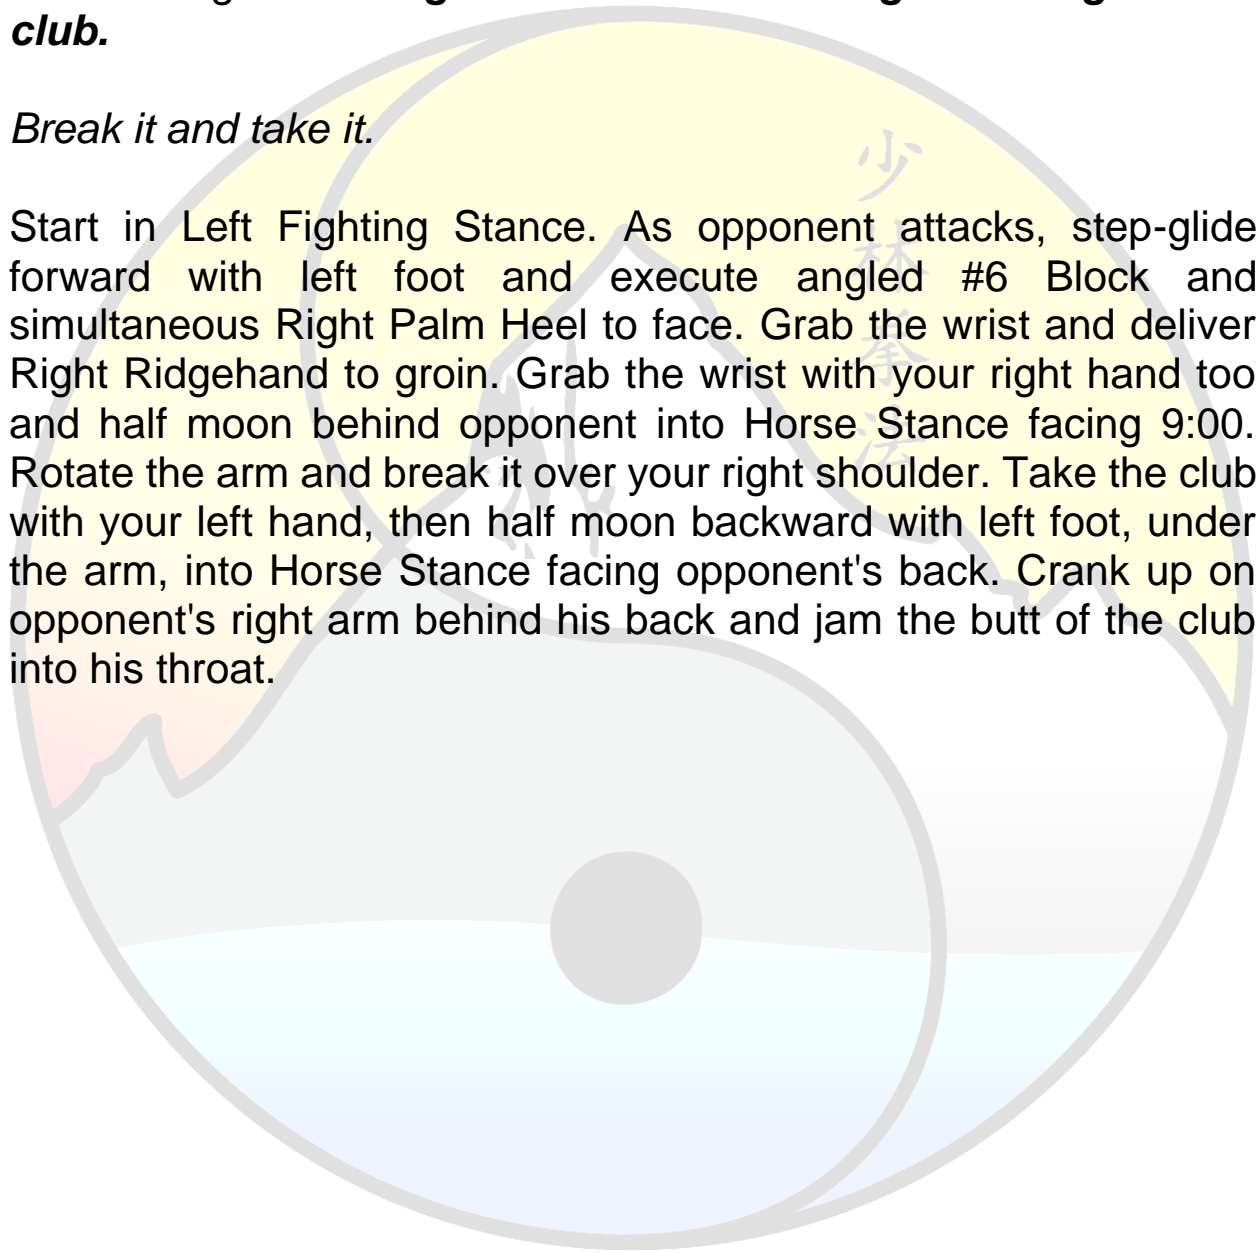 club.
Break it and take it.
Start in Left Fighting Stance. As opponent attacks, step-glide
forward with left foot and execute angled #6 Block and
simultaneous Right Palm Heel to face. Grab the wrist and deliver
Right Ridgehand to groin. Grab the wrist with your right hand too
and half moon behind opponent into Horse Stance facing 9:00.
Rotate the arm and break it over your right shoulder. Take the club
with your left hand, then half moon backward with left foot, under
the arm, into Horse Stance facing opponent's back. Crank up on
opponent's right arm behind his back and jam the butt of the club
into his throat.
少
林
拳
法